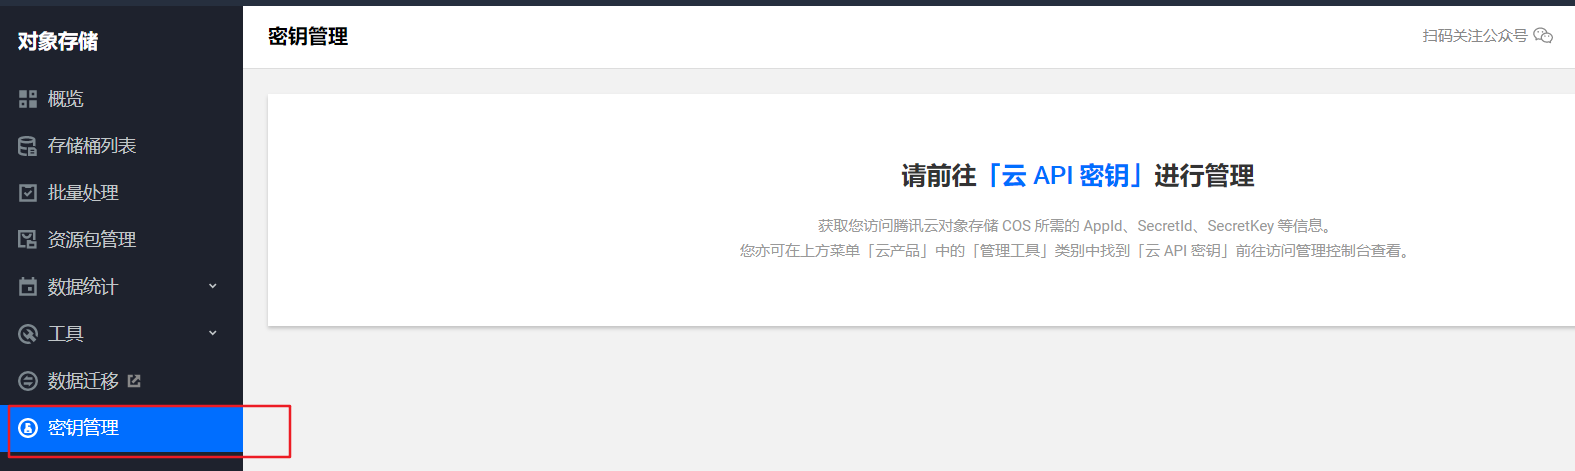 对象存储
概览
存储桶列表
批量处理
资源包管理
数据统计
工具
数据迁移
密钥管理
密钥管理
扫码关注公众号
请前往「云 API 密钥」进行管理
获取您访问腾讯云对象存储 COS 所需的 AppId、SecretId、SecretKey 等信息。
您亦可在上方菜单「云产品」中的「管理工具」类别中找到「云 API 密钥」前往访问管理控制台查看。